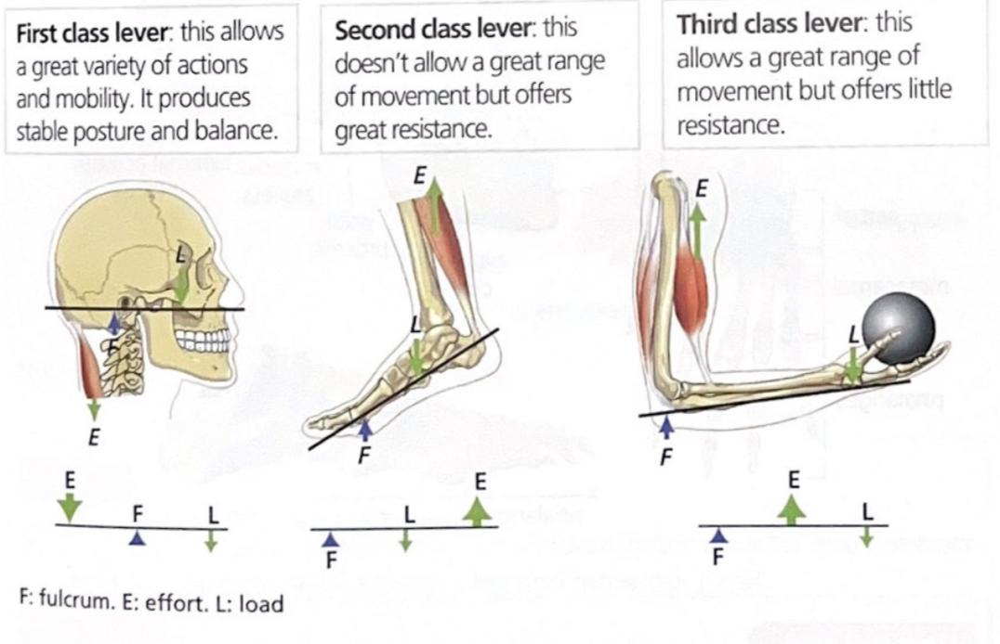 First class lever: this allows
a great variety of actions
and mobility. It produces
stable posture and balance.
Second class lever: this
doesn't allow a great range
of movement but offers
great resistance.
Third class lever: this
allows a great range of
movement but offers little
resistance.
L
F
E
E
L
F
E
L
F
E
F
L
F
L
E
F
E
L
F: fulcrum. E: effort. L: load